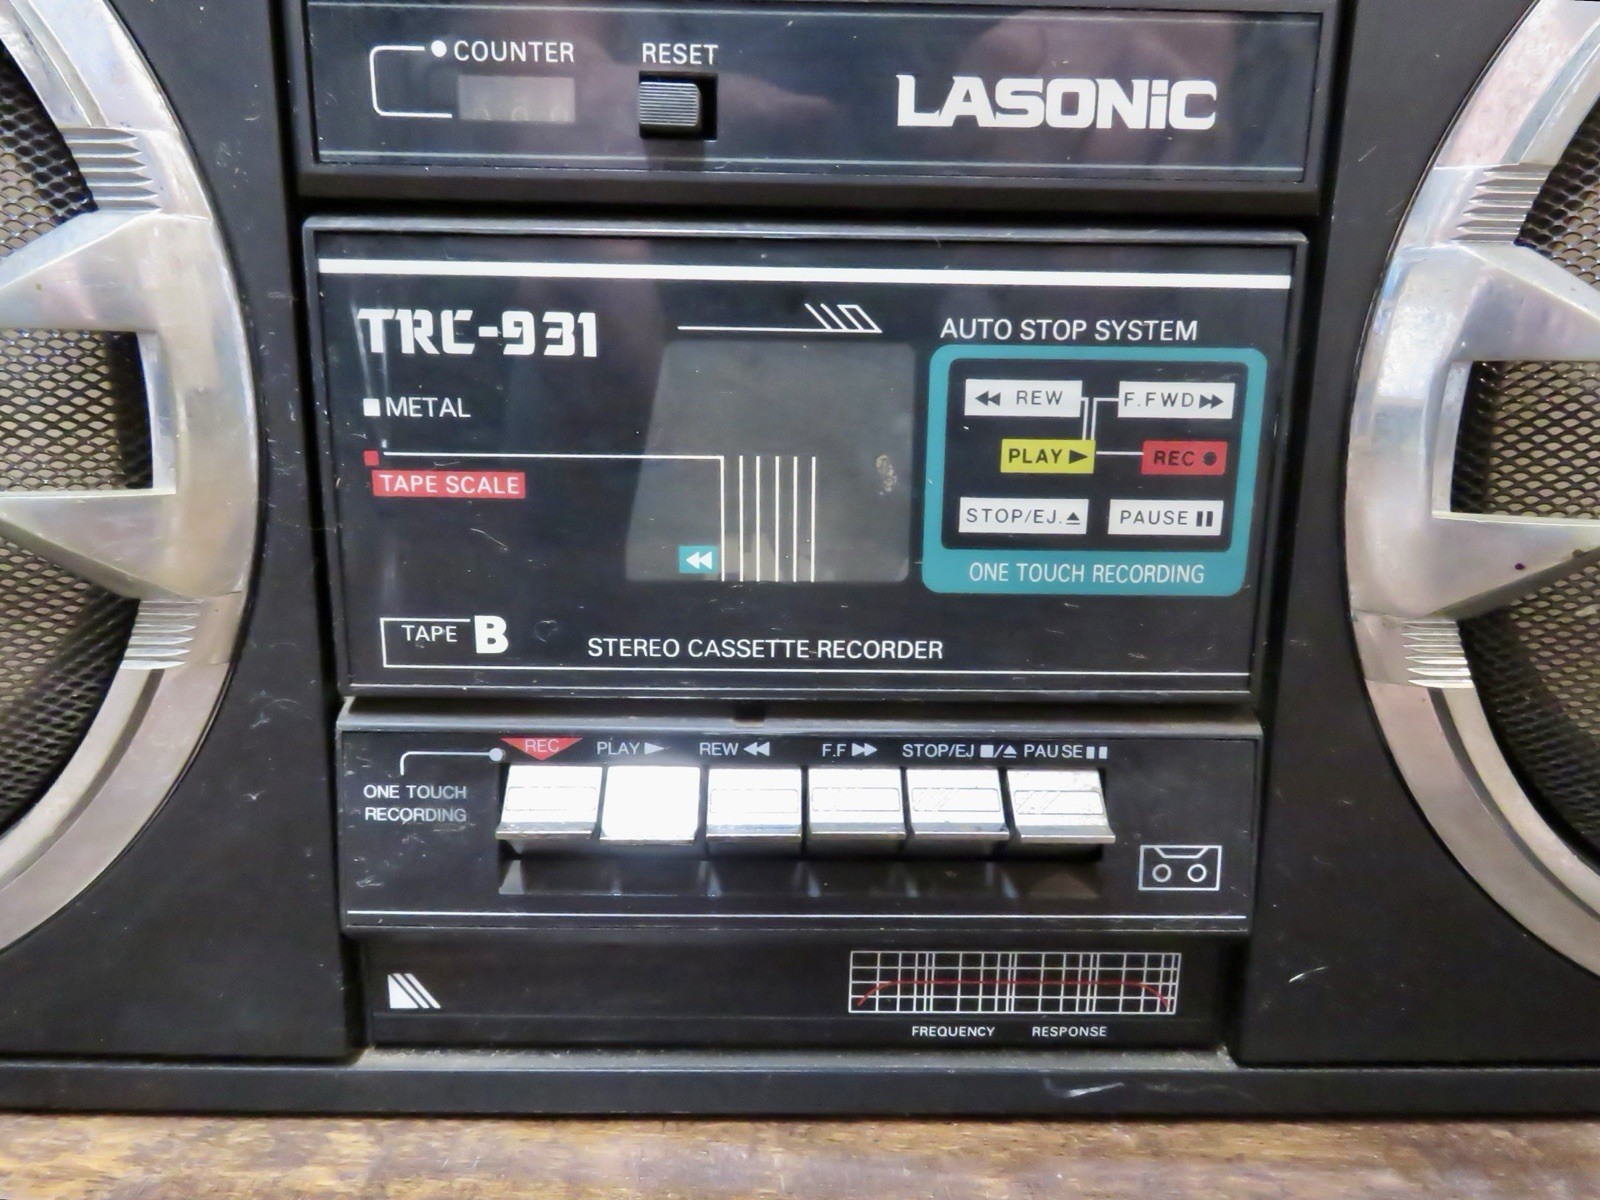 COUNTER
RESET
LASONiC
TRC-931
AUTO STOP SYSTEM
METAL
REW
F.FWD
PLAY
REC
TAPE SCALE
STOP/EJ.
PAUSE
ONE TOUCH RECORDING
TAPE B
STEREO CASSETTE RECORDER
REC
PLAY
REW
F.F
STOP/EJ
PAUSE
ONE TOUCH
RECORDING
FREQUENCY RESPONSE